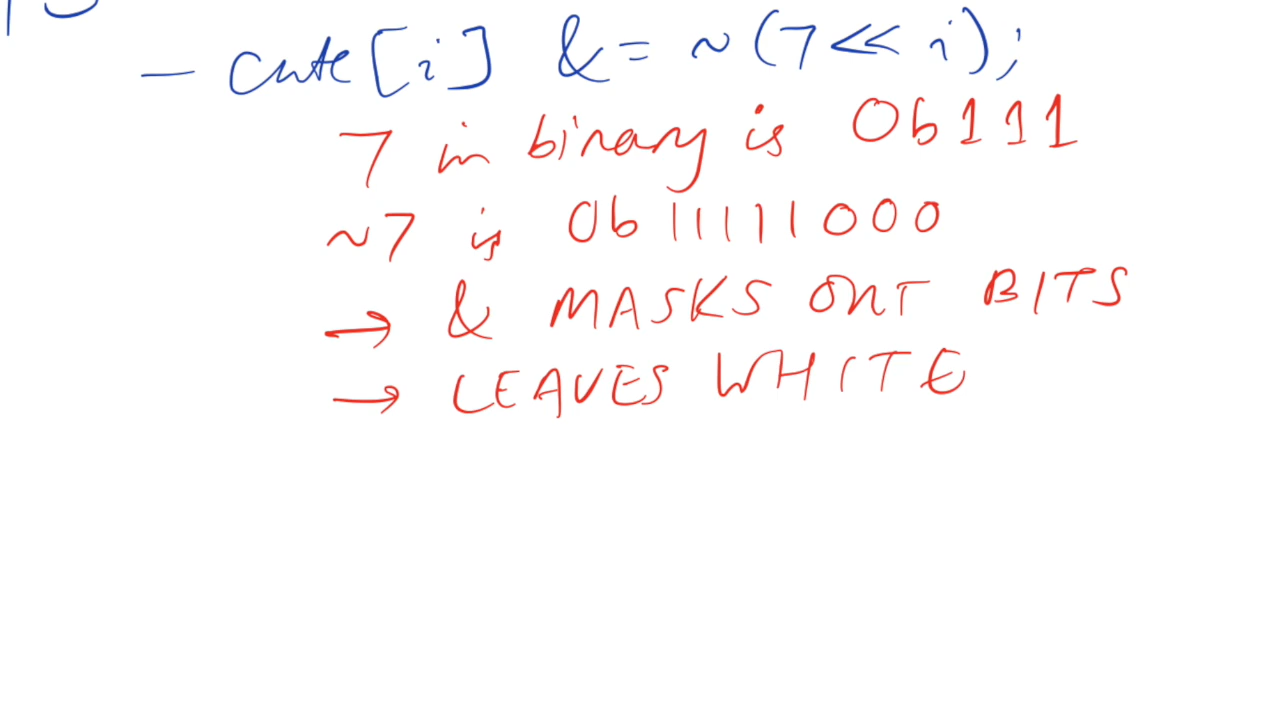 - cute[i] &= ~(7<<i);
7 in binary is 0b111
~7 is 0b11111000
→ & MASKS OUT BITS
→ LEAVES WHITE